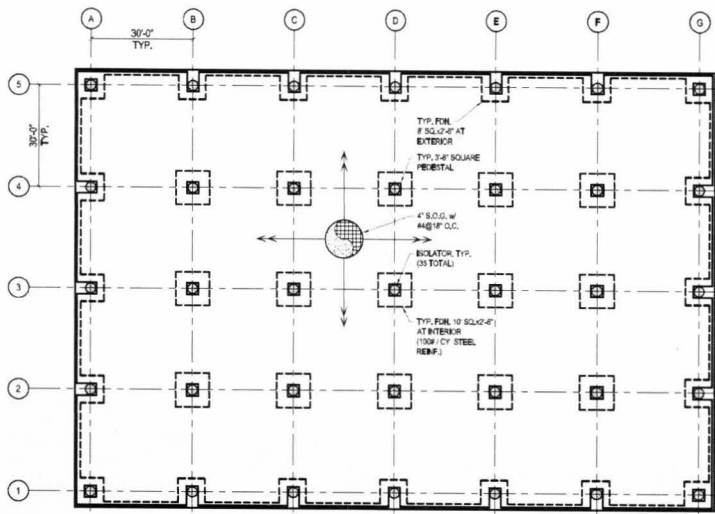 A B C D E F G
30'-0"
TYP.
5
30'-0"
TYP.
TYP. FDN.
8' SQ.x2'-6" AT
EXTERIOR
4
TYP. 3'-6" SQUARE
PEDESTAL
4" S.O.G. w/
#4@18" O.C.
ISOLATOR, TYP.
(35 TOTAL)
3
TYP. FDN. 10' SQ.x2'-6"
AT INTERIOR
(100# / CY STEEL
REINF.)
2
1